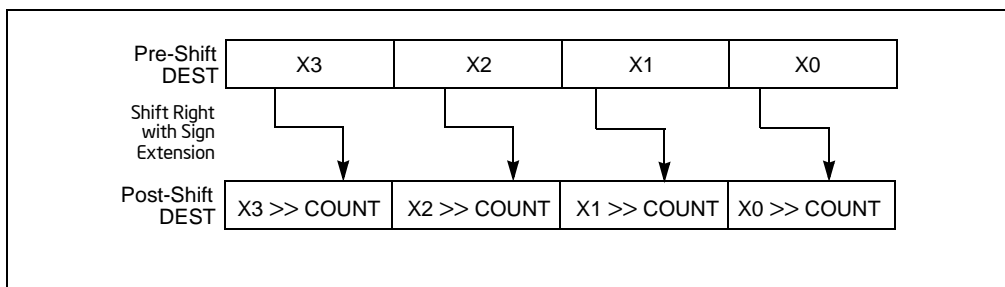 Pre-Shift
DEST
X3 X2 X1 X0
Shift Right
with Sign
Extension
Post-Shift
DEST
X3 >> COUNT X2 >> COUNT X1 >> COUNT X0 >> COUNT